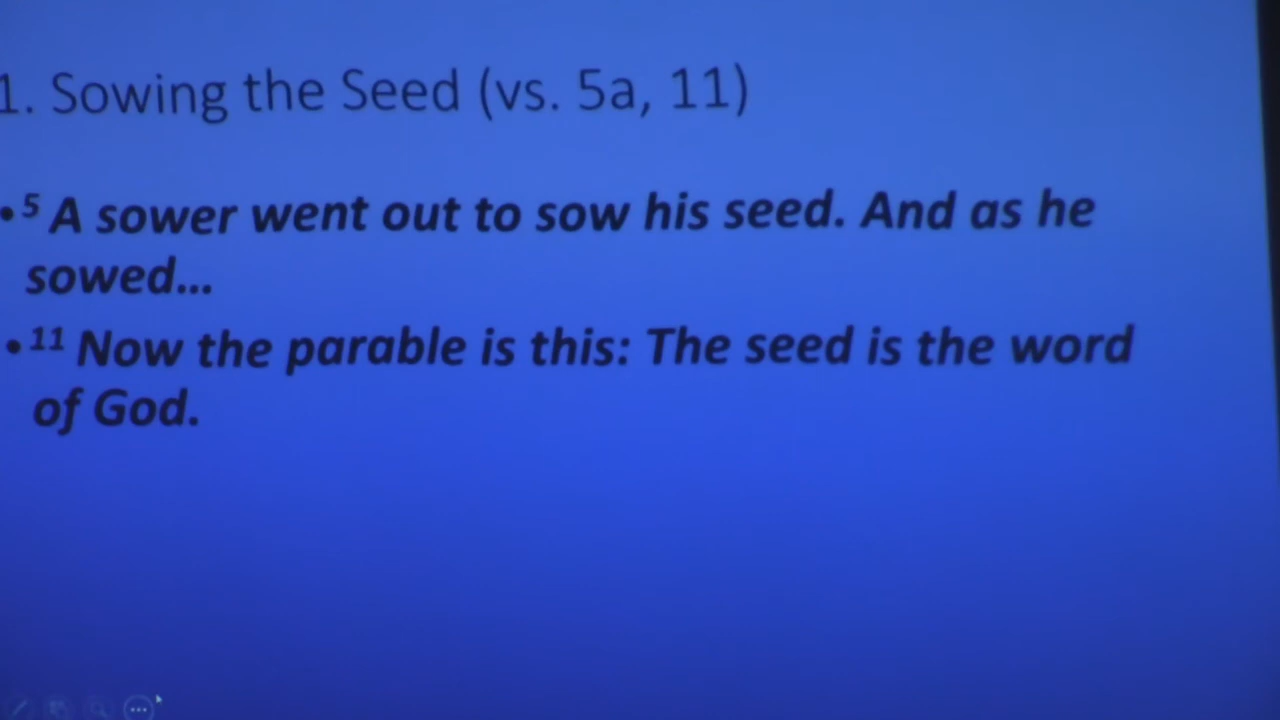 1. Sowing the Seed (vs. 5a, 11)
•⁵ A sower went out to sow his seed. And as he
sowed...
•¹¹ Now the parable is this: The seed is the word
of God.